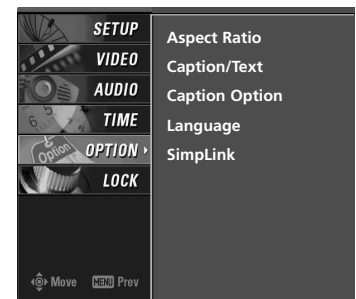 SETUP
VIDEO
AUDIO
TIME
OPTION
LOCK
Move MENU Prev
Aspect Ratio
Caption/Text
Caption Option
Language
SimpLink